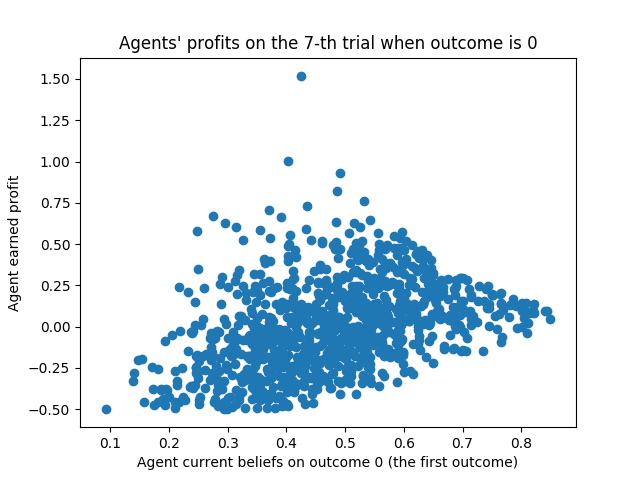 Agents' profits on the 7-th trial when outcome is 0
1.50
1.25
1.00
0.75
0.50
0.25
0.00
−0.25
−0.50
Agent earned profit
0.1 0.2 0.3 0.4 0.5 0.6 0.7 0.8
Agent current beliefs on outcome 0 (the first outcome)